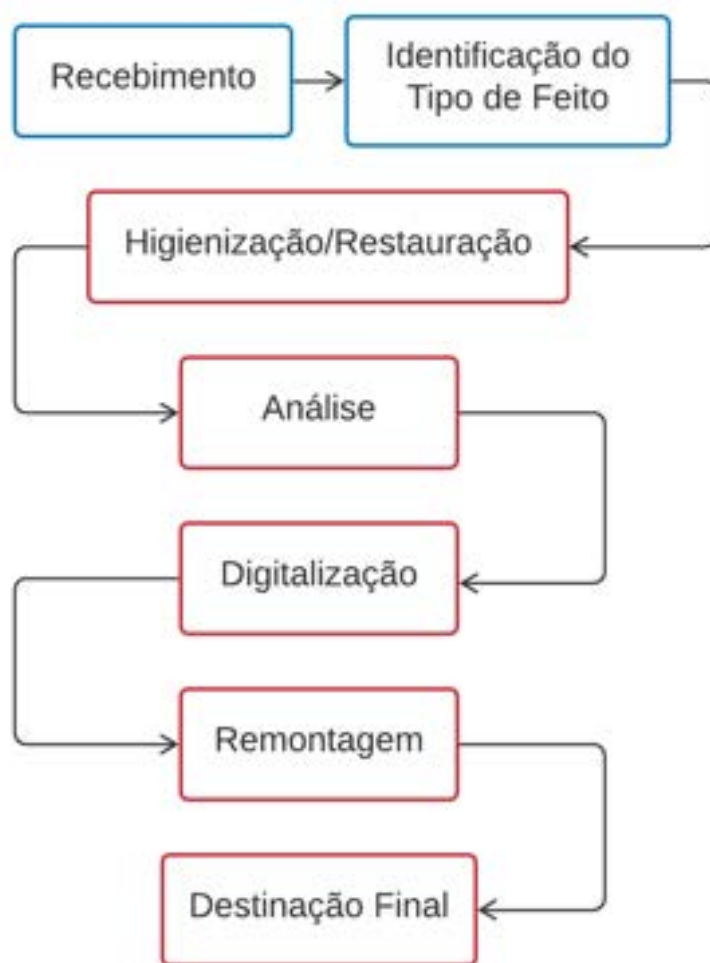 Recebimento
Identificação do
Tipo de Feito
Higienização/Restauração
Análise
Digitalização
Remontagem
Destinação Final